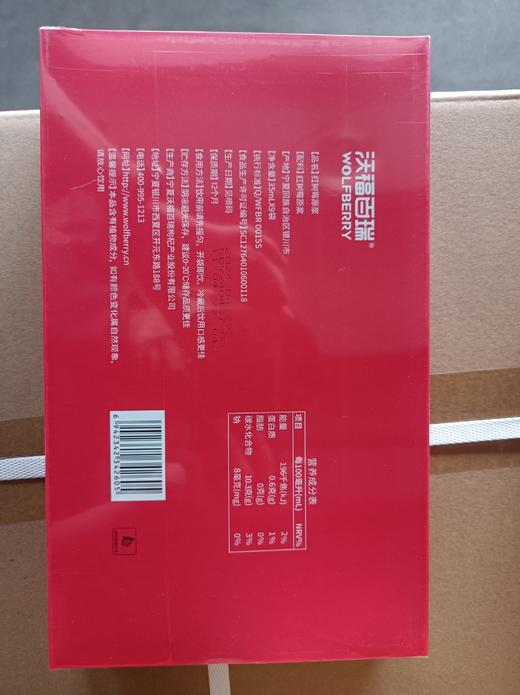 沃福百瑞
WOLFBERRY
[品名]红树莓原浆
[配料]红树莓原浆
[产地]宁夏回族自治区银川市
[净含量]35mLX9袋
[执行标准]Q/WFBR 0015S
[食品生产许可证编号]SC12764010600118
[生产日期]见喷码
[保质期]12个月
[食用方法]饮用前请先摇匀，开袋即饮，冷藏后饮用口感更佳
[贮存方法]阴凉避光保存，建议0-20℃储存品质更佳
[生产商]宁夏沃福百瑞枸杞产业股份有限公司
[地址]宁夏银川市西夏区开元东路188号
[电话]400-995-1213
[网址]http://www.wolfberry.cn
[温馨提示]本品含有植物成分，如有颜色变化属自然现象，
请放心饮用
营养成分表
项目 每100毫升(mL) NRV%
能量 196千焦(kJ) 2%
蛋白质 0.6克(g) 1%
脂肪 0克(g) 0%
碳水化合物 10.3克(g) 3%
钠 8毫克(mg) 0%
6942342342605